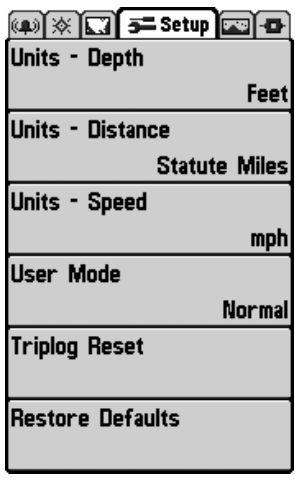 Setup
Units - Depth
Feet
Units - Distance
Statute Miles
Units - Speed
mph
User Mode
Normal
Triplog Reset
Restore Defaults